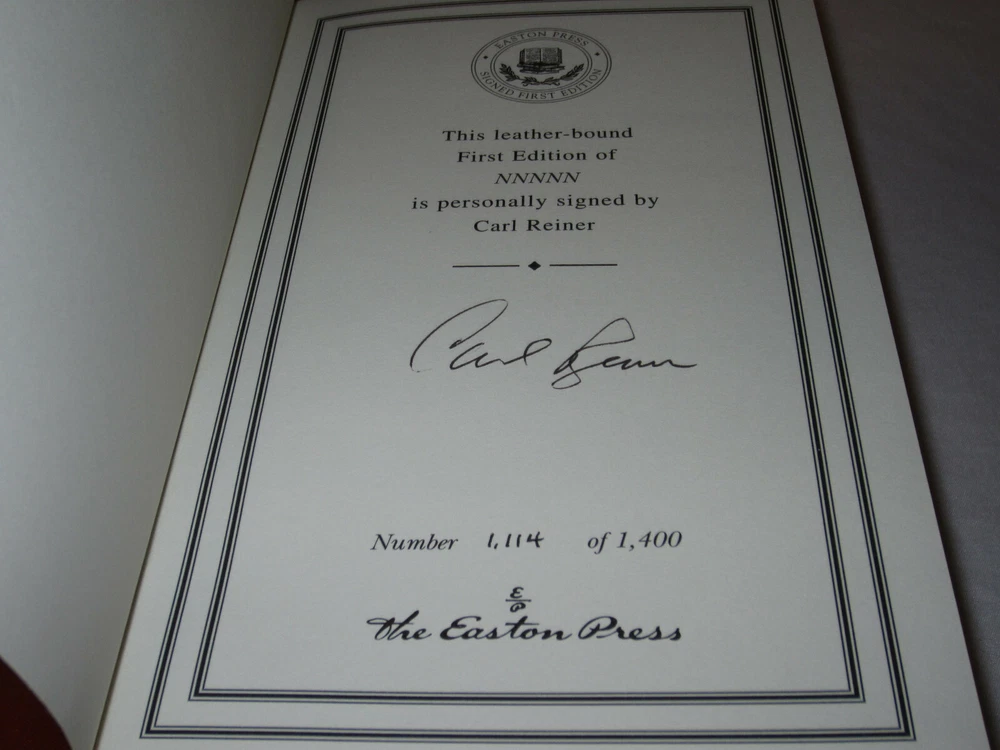 EASTON PRESS
SIGNED FIRST EDITION
This leather-bound
First Edition of
NNNNN
is personally signed by
Carl Reiner
Carl Reiner
Number 1,114 of 1,400
E
P
The Easton Press